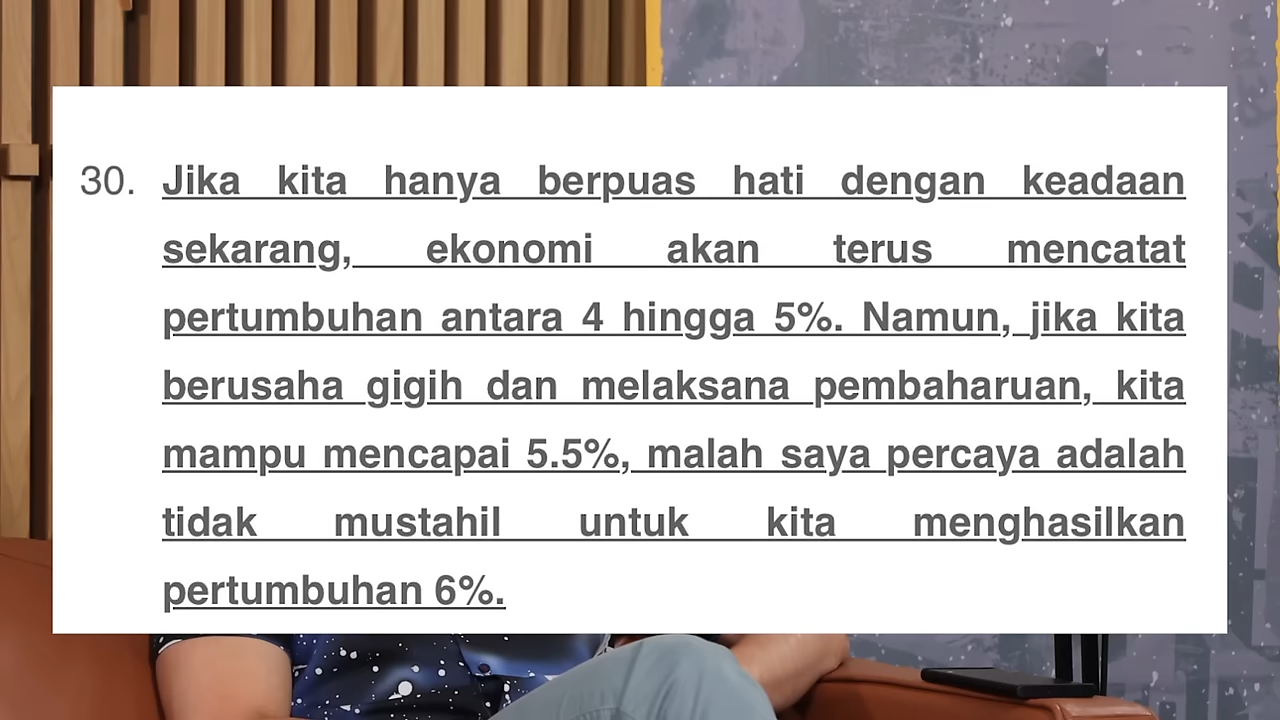 30. Jika kita hanya berpuas hati dengan keadaan
sekarang, ekonomi akan terus mencatat
pertumbuhan antara 4 hingga 5%. Namun, jika kita
berusaha gigih dan melaksana pembaharuan, kita
mampu mencapai 5.5%, malah saya percaya adalah
tidak mustahil untuk kita menghasilkan
pertumbuhan 6%.